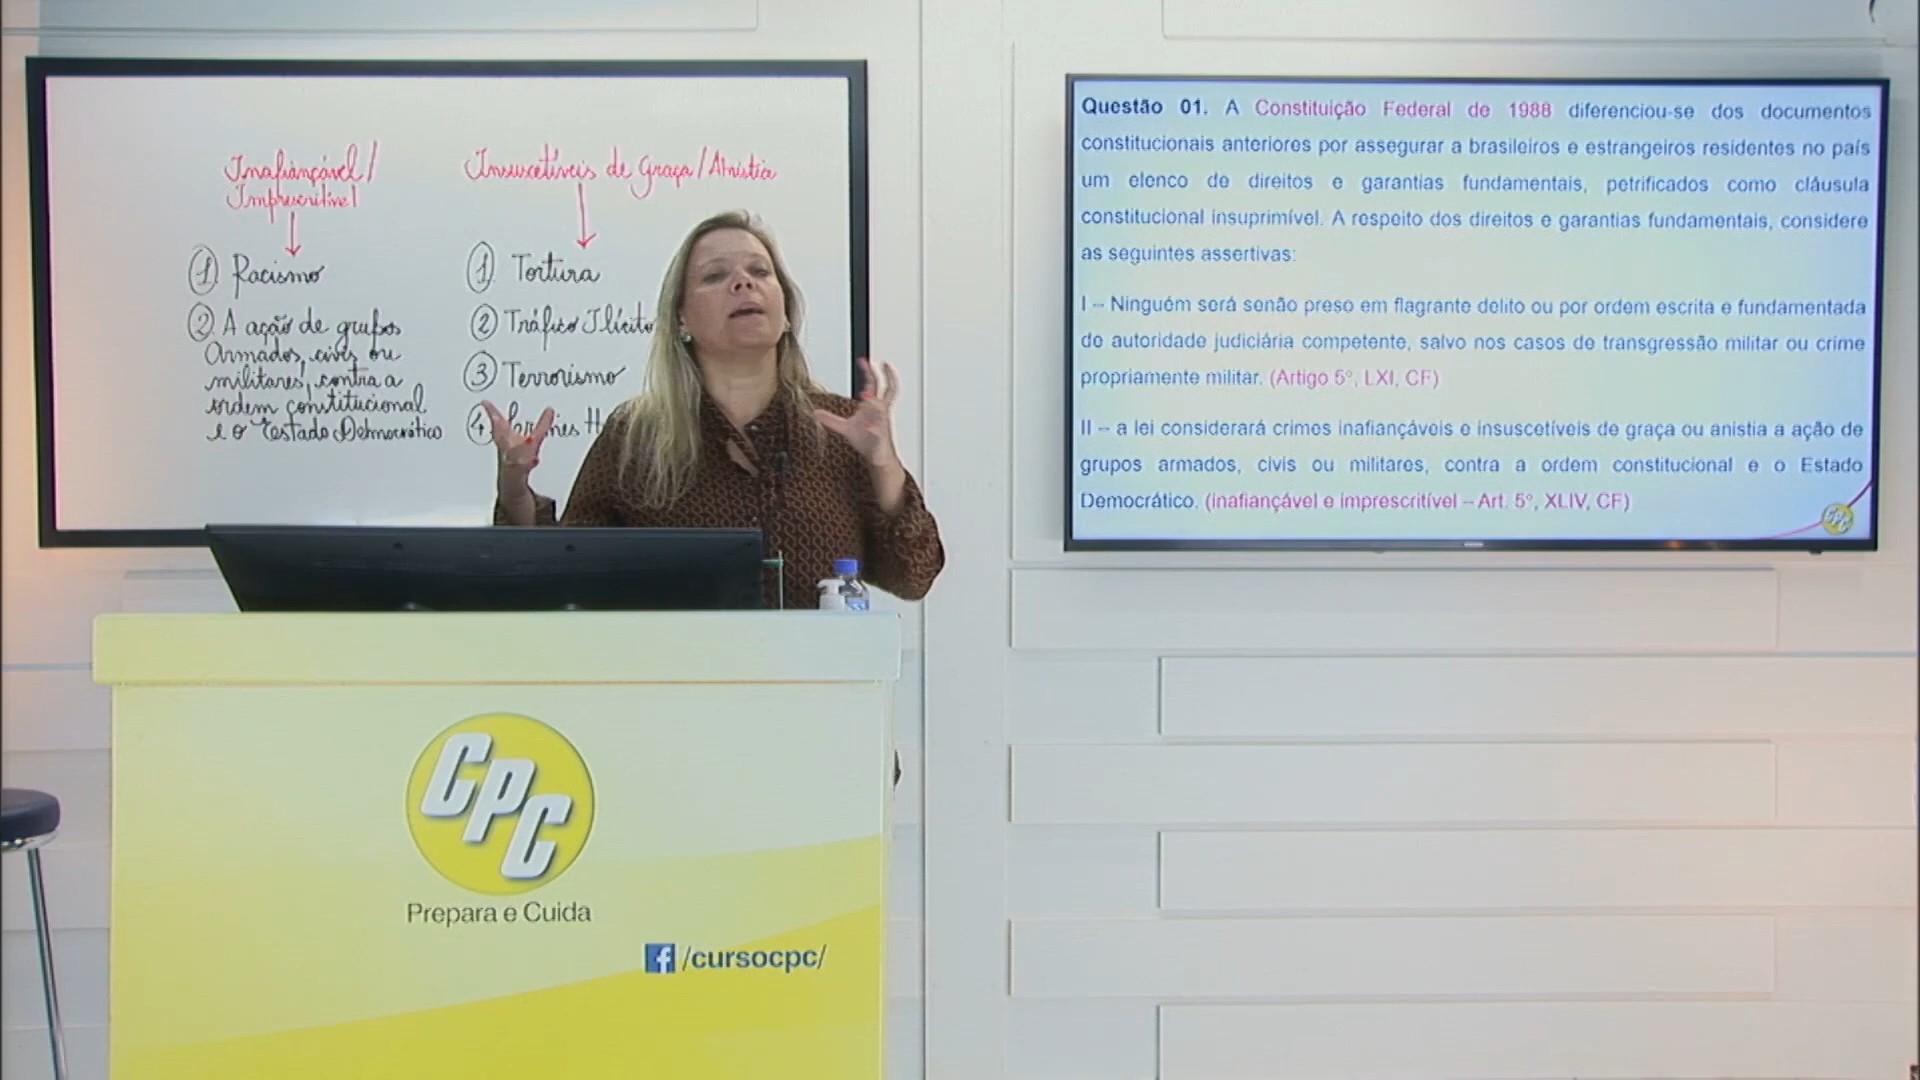 Inafiançável /
Imprescritível
① Racismo
② A ação de grupos
Armados, civis ou
militares, contra a
ordem constitucional
e o Estado Democrático
Insuscetíveis de Graça / Anistia
① Tortura
② Tráfico Ilícito
③ Terrorismo
④
Questão 01. A Constituição Federal de 1988 diferenciou-se dos documentos
constitucionais anteriores por assegurar a brasileiros e estrangeiros residentes no país
um elenco de direitos e garantias fundamentais, petrificados como cláusula
constitucional insuprimível. A respeito dos direitos e garantias fundamentais, considere
as seguintes assertivas:
I – Ninguém será senão preso em flagrante delito ou por ordem escrita e fundamentada
de autoridade judiciária competente, salvo nos casos de transgressão militar ou crime
propriamente militar. (Artigo 5º, LXI, CF)
II – a lei considerará crimes inafiançáveis e insuscetíveis de graça ou anistia a ação de
grupos armados, civis ou militares, contra a ordem constitucional e o Estado
Democrático. (inafiançável e imprescritível – Art. 5º, XLIV, CF)
CPC
CPC
Prepara e Cuida
f /cursocpc/